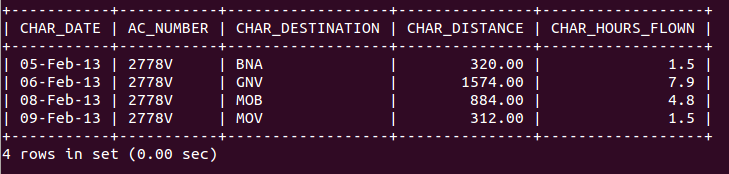 +-----------+-----------+------------------+---------------+-------------------+
| CHAR_DATE | AC_NUMBER | CHAR_DESTINATION | CHAR_DISTANCE | CHAR_HOURS_FLOWN |
+-----------+-----------+------------------+---------------+-------------------+
| 05-Feb-13 | 2778V | BNA | 320.00 | 1.5 |
| 06-Feb-13 | 2778V | GNV | 1574.00 | 7.9 |
| 08-Feb-13 | 2778V | MOB | 884.00 | 4.8 |
| 09-Feb-13 | 2778V | MOV | 312.00 | 1.5 |
+-----------+-----------+------------------+---------------+-------------------+
4 rows in set (0.00 sec)